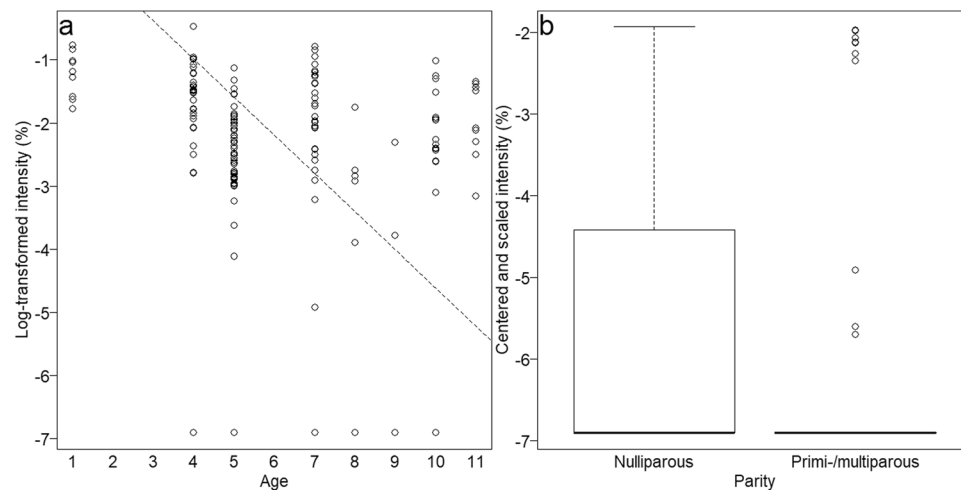 a
Log-transformed intensity (%)
-1
-2
-3
-4
-5
-6
-7
1 2 3 4 5 6 7 8 9 10 11
Age
b
Centered and scaled intensity (%)
-2
-3
-4
-5
-6
-7
Nulliparous Primi-/multiparous
Parity